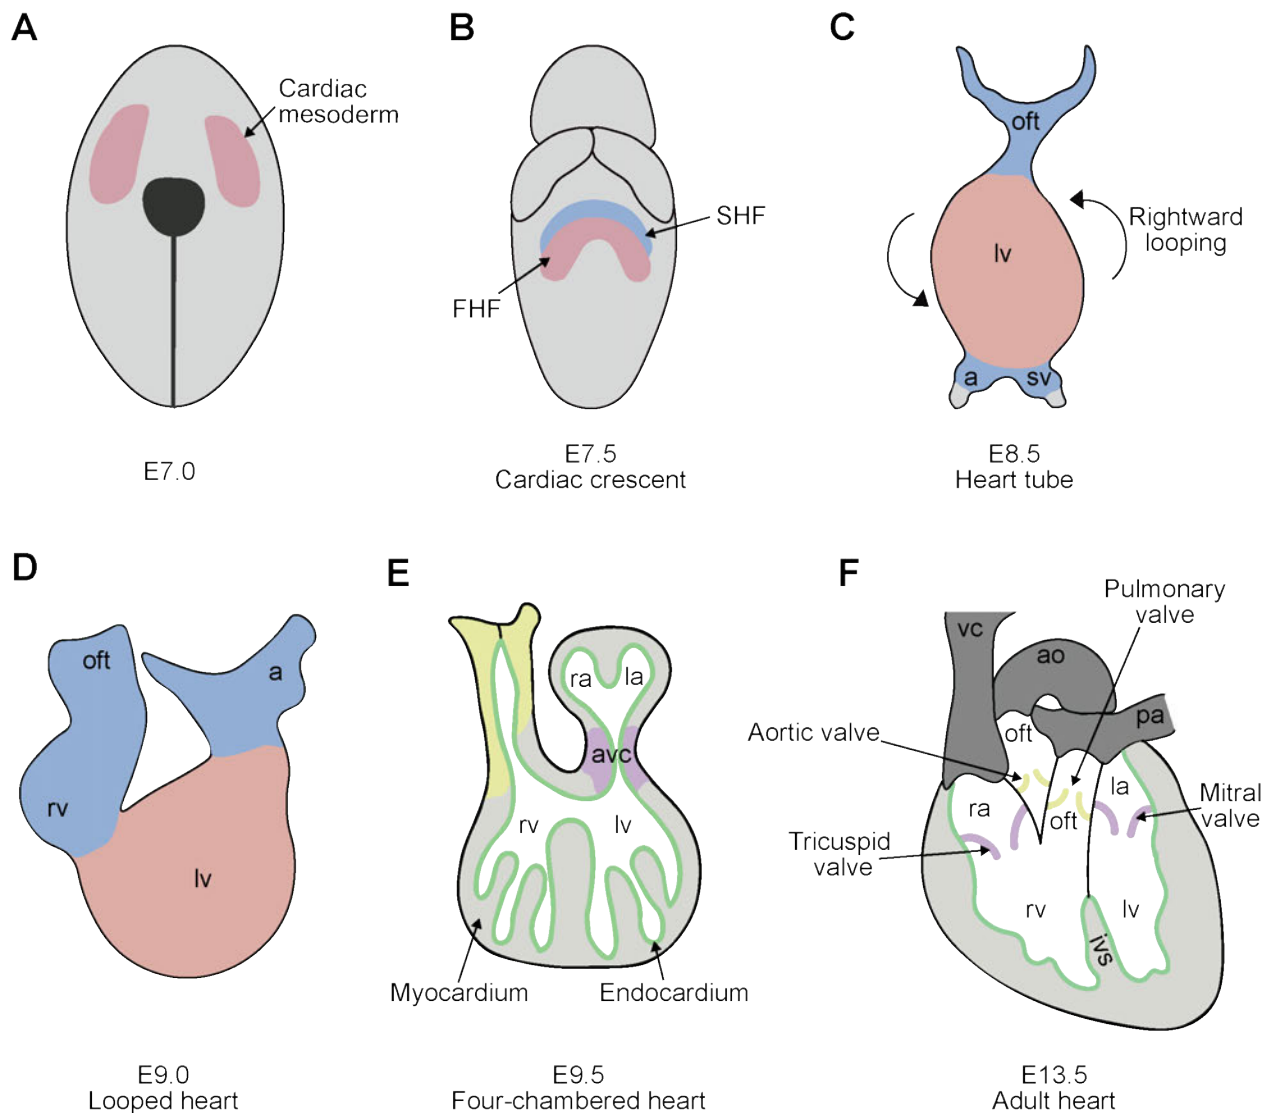 A
Cardiac
mesoderm
E7.0
B
SHF
FHF
E7.5
Cardiac crescent
C
oft
lv
Rightward
looping
a
sv
E8.5
Heart tube
D
oft
a
rv
lv
E9.0
Looped heart
E
ra
la
avc
rv
lv
Myocardium
Endocardium
E9.5
Four-chambered heart
F
Pulmonary
valve
vc
ao
pa
oft
Aortic valve
la
ra
oft
Mitral
valve
Tricuspid
valve
rv
lv
ivs
E13.5
Adult heart